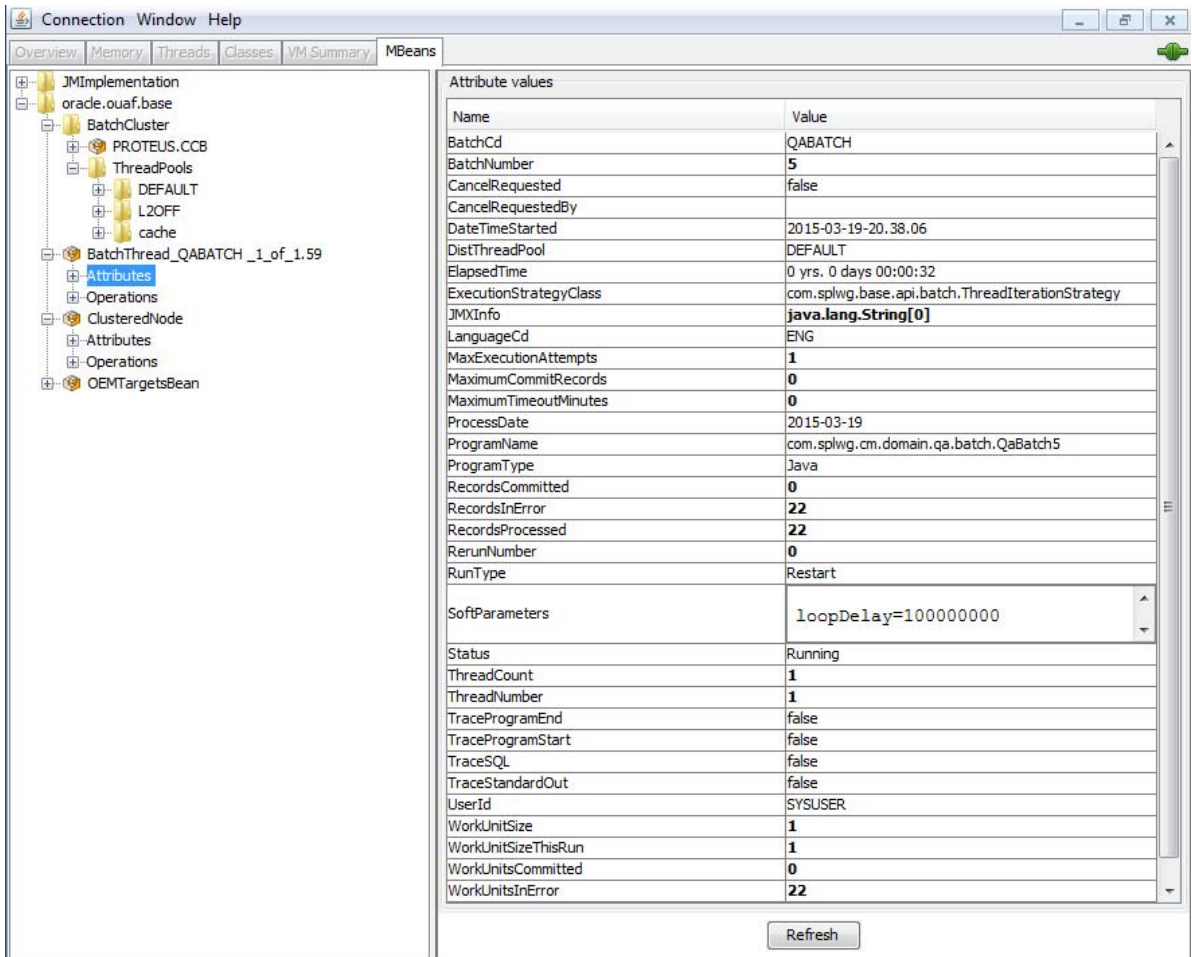 Connection Window Help
Overview Memory Threads Classes VM Summary MBeans
JMImplementation
oracle.ouaf.base
BatchCluster
PROTEUS.CCB
ThreadPools
DEFAULT
L2OFF
cache
BatchThread_QABATCH _1_of_1.59
Attributes
Operations
ClusteredNode
Attributes
Operations
OEMTargetsBean
Attribute values
Name Value
BatchCd QABATCH
BatchNumber 5
CancelRequested false
CancelRequestedBy
DateTimeStarted 2015-03-19-20.38.06
DistThreadPool DEFAULT
ElapsedTime 0 yrs. 0 days 00:00:32
ExecutionStrategyClass com.splwg.base.api.batch.ThreadIterationStrategy
JMXInfo java.lang.String[0]
LanguageCd ENG
MaxExecutionAttempts 1
MaximumCommitRecords 0
MaximumTimeoutMinutes 0
ProcessDate 2015-03-19
ProgramName com.splwg.cm.domain.qa.batch.QaBatch5
ProgramType Java
RecordsCommitted 0
RecordsInError 22
RecordsProcessed 22
RerunNumber 0
RunType Restart
SoftParameters loopDelay=100000000
Status Running
ThreadCount 1
ThreadNumber 1
TraceProgramEnd false
TraceProgramStart false
TraceSQL false
TraceStandardOut false
UserId SYSUSER
WorkUnitSize 1
WorkUnitSizeThisRun 1
WorkUnitsCommitted 0
WorkUnitsInError 22
Refresh